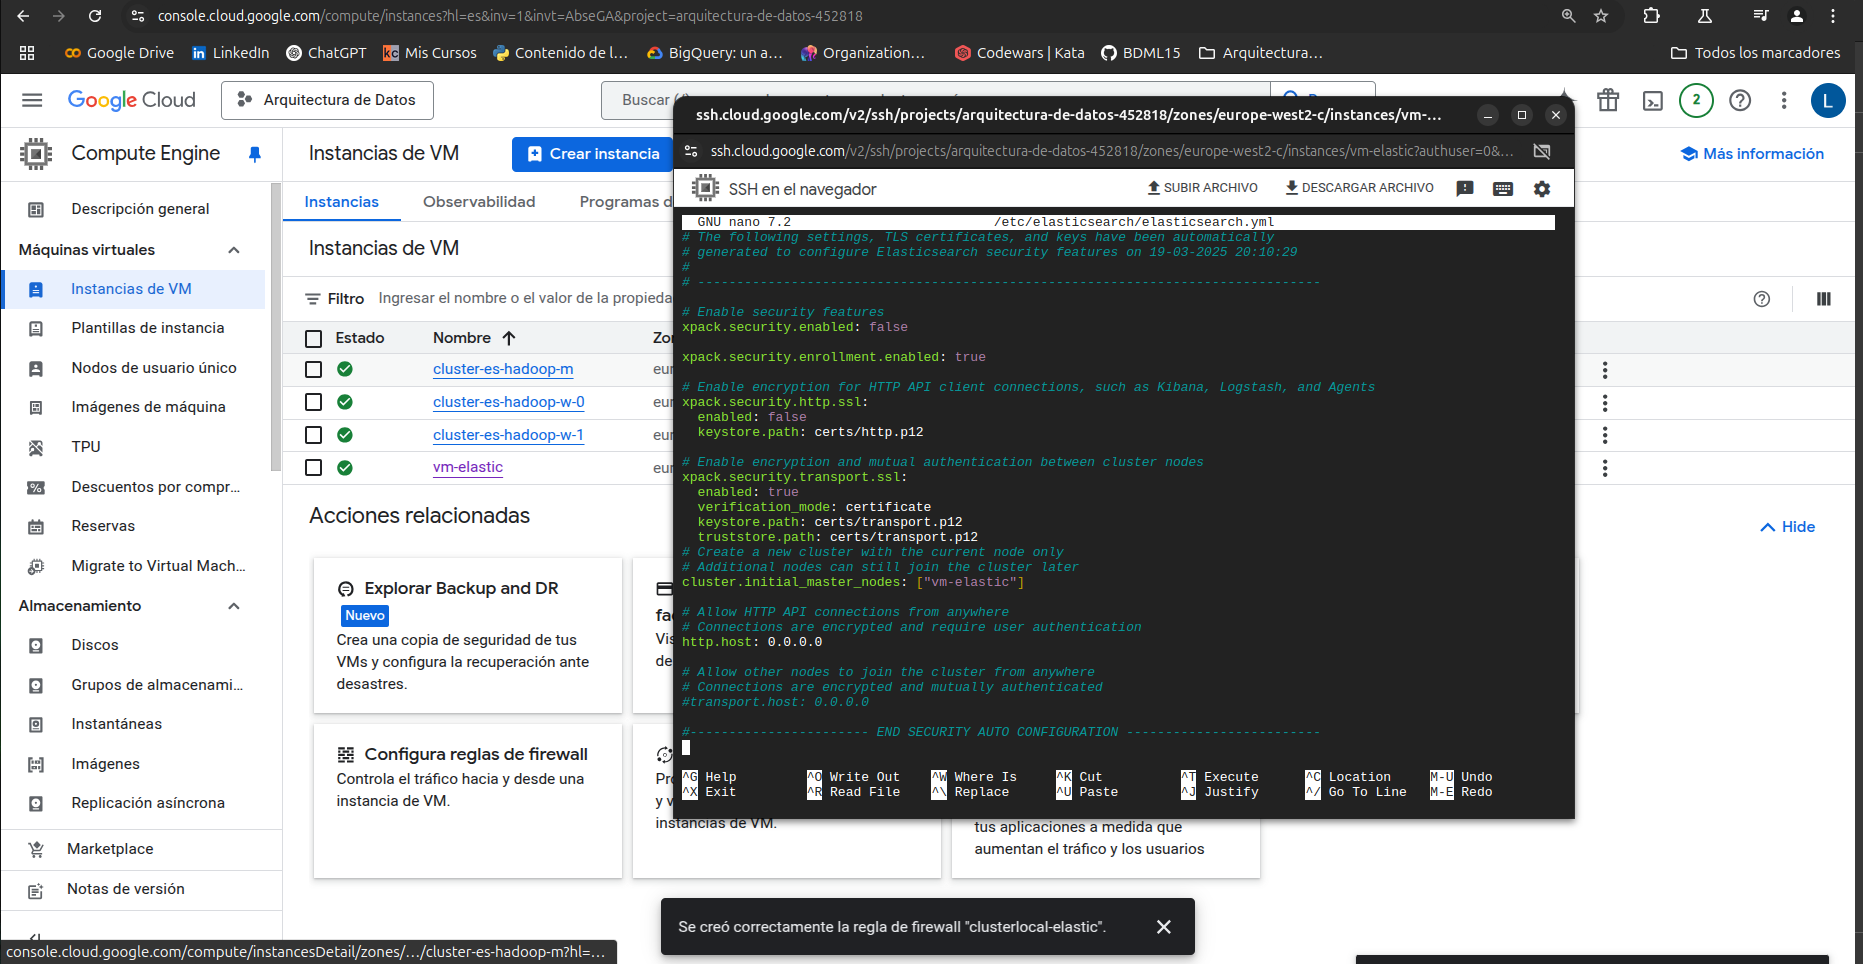 console.cloud.google.com/compute/instances?hl=es&inv=1&invt=AbseGA&project=arquitectura-de-datos-452818
Google Drive
LinkedIn
ChatGPT
Mis Cursos
Contenido de l...
BigQuery: un a...
Organization...
Codewars | Kata
BDML15
Arquitectura...
Todos los marcadores
Google Cloud
Arquitectura de Datos
Buscar (/)
2
L
Compute Engine
Descripción general
Máquinas virtuales
Instancias de VM
Plantillas de instancia
Nodos de usuario único
Imágenes de máquina
TPU
Descuentos por compr...
Reservas
Migrate to Virtual Mach...
Almacenamiento
Discos
Grupos de almacenami...
Instantáneas
Imágenes
Replicación asíncrona
Marketplace
Notas de versión
console.cloud.google.com/compute/instancesDetail/zones/.../cluster-es-hadoop-m?hl=...
Instancias de VM
Crear instancia
Más información
Instancias
Observabilidad
Programas d
Instancias de VM
Filtro Ingresar el nombre o el valor de la propieda
Estado Nombre Zo
cluster-es-hadoop-m eur
cluster-es-hadoop-w-0 eur
cluster-es-hadoop-w-1 eur
vm-elastic eur
Acciones relacionadas
Hide
Explorar Backup and DR
Nuevo
Crea una copia de seguridad de tus
VMs y configura la recuperación ante
desastres.
fa
Vis
de
Configura reglas de firewall
Controla el tráfico hacia y desde una
instancia de VM.
Pr
y v
instancias de VM.
tus aplicaciones a medida que
aumentan el tráfico y los usuarios
ssh.cloud.google.com/v2/ssh/projects/arquitectura-de-datos-452818/zones/europe-west2-c/instances/vm-...
ssh.cloud.google.com/v2/ssh/projects/arquitectura-de-datos-452818/zones/europe-west2-c/instances/vm-elastic?authuser=0&...
SSH en el navegador
SUBIR ARCHIVO
DESCARGAR ARCHIVO
GNU nano 7.2 /etc/elasticsearch/elasticsearch.yml
# The following settings, TLS certificates, and keys have been automatically
# generated to configure Elasticsearch security features on 19-03-2025 20:10:29
#
# --------------------------------------------------------------------------------
# Enable security features
xpack.security.enabled: false
xpack.security.enrollment.enabled: true
# Enable encryption for HTTP API client connections, such as Kibana, Logstash, and Agents
xpack.security.http.ssl:
enabled: false
keystore.path: certs/http.p12
# Enable encryption and mutual authentication between cluster nodes
xpack.security.transport.ssl:
enabled: true
verification_mode: certificate
keystore.path: certs/transport.p12
truststore.path: certs/transport.p12
# Create a new cluster with the current node only
# Additional nodes can still join the cluster later
cluster.initial_master_nodes: ["vm-elastic"]
# Allow HTTP API connections from anywhere
# Connections are encrypted and require user authentication
http.host: 0.0.0.0
# Allow other nodes to join the cluster from anywhere
# Connections are encrypted and mutually authenticated
#transport.host: 0.0.0.0
#----------------------- END SECURITY AUTO CONFIGURATION -------------------------
^G Help ^O Write Out ^W Where Is ^K Cut ^T Execute ^C Location M-U Undo
^X Exit ^R Read File ^\ Replace ^U Paste ^J Justify ^/ Go To Line M-E Redo
Se creó correctamente la regla de firewall "clusterlocal-elastic".